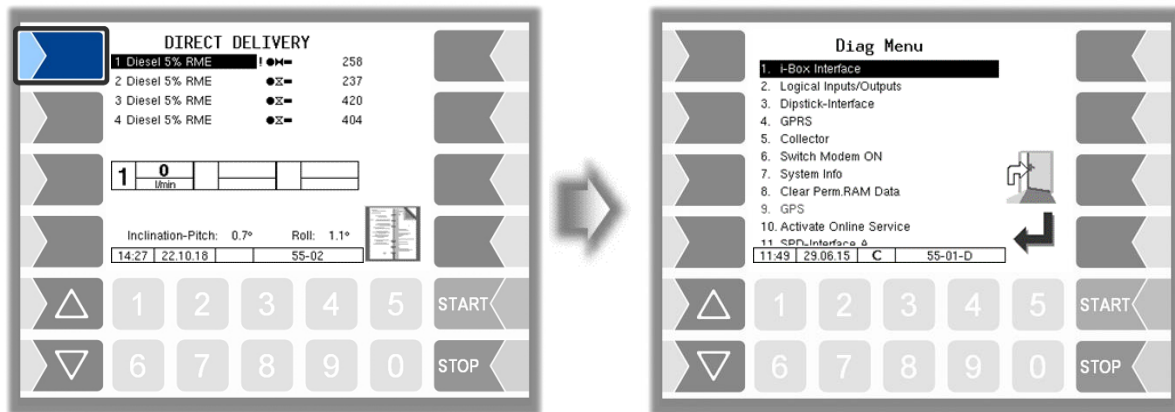 DIRECT DELIVERY
1 Diesel 5% RME ! 258
2 Diesel 5% RME 237
3 Diesel 5% RME 420
4 Diesel 5% RME 404
1 0
l/min
Inclination-Pitch: 0.7° Roll: 1.1°
14:27 22.10.18 55-02
1 2 3 4 5 START
6 7 8 9 0 STOP
Diag Menu
1. i-Box Interface
2. Logical Inputs/Outputs
3. Dipstick-Interface
4. GPRS
5. Collector
6. Switch Modem ON
7. System Info
8. Clear Perm.RAM Data
9. GPS
10. Activate Online Service
11. SPD-Interface A
11:49 29.06.15 C 55-01-D
1 2 3 4 5 START
6 7 8 9 0 STOP